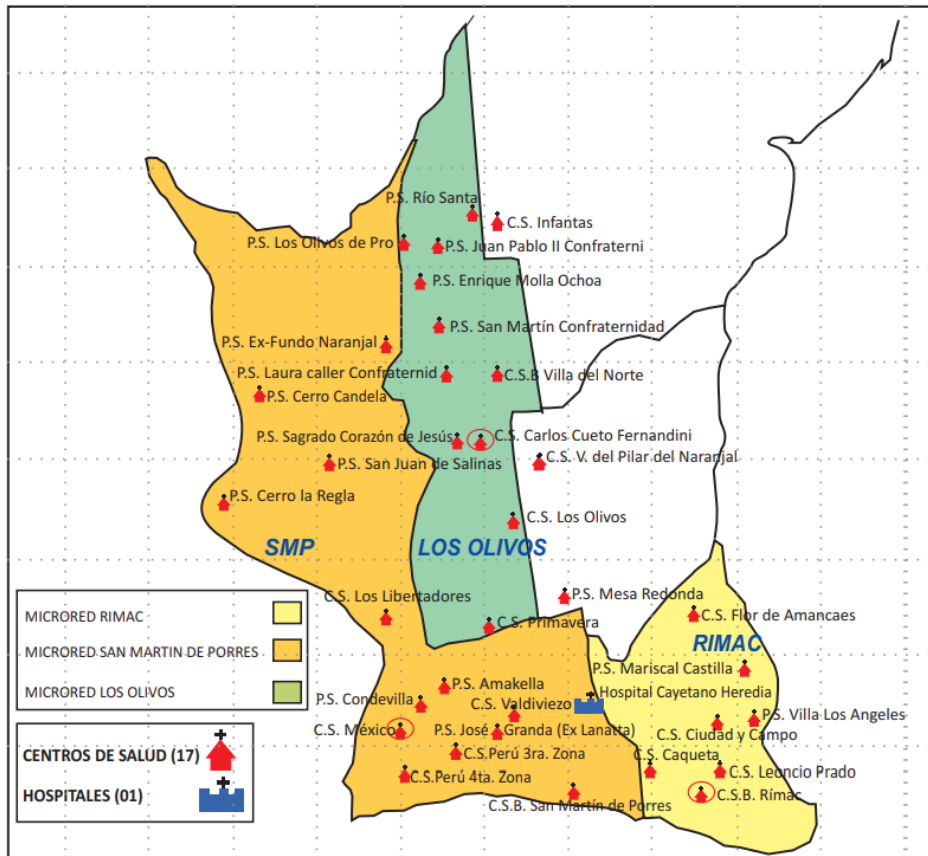 P.S. Río Santa
C.S. Infantas
P.S. Los Olivos de Pro
P.S. Juan Pablo II Confraterni
P.S. Enrique Molla Ochoa
P.S. San Martín Confraternidad
P.S. Ex-Fundo Naranjal
P.S. Laura caller Confraternid
C.S.B Villa del Norte
P.S. Cerro Candela
P.S. Sagrado Corazón de Jesús
C.S. Carlos Cueto Fernandini
P.S. San Juan de Salinas
C.S. V. del Pilar del Naranjal
P.S. Cerro la Regla
C.S. Los Olivos
SMP
LOS OLIVOS
C.S. Los Libertadores
P.S. Mesa Redonda
C.S. Primavera
C.S. Flor de Amancaes
RIMAC
P.S. Mariscal Castilla
P.S. Amakella
Hospital Cayetano Heredia
P.S. Condevilla
C.S. Valdiviezo
P.S. Villa Los Angeles
C.S. México
P.S. José Granda (Ex Lanatta)
C.S. Ciudad y Campo
C.S.Perú 3ra. Zona
C.S. Caqueta
C.S.Perú 4ta. Zona
C.S. Leoncio Prado
C.S.B. Rímac
C.S.B. San Martín de Porres
MICRORED RIMAC
MICRORED SAN MARTIN DE PORRES
MICRORED LOS OLIVOS
CENTROS DE SALUD (17)
HOSPITALES (01)